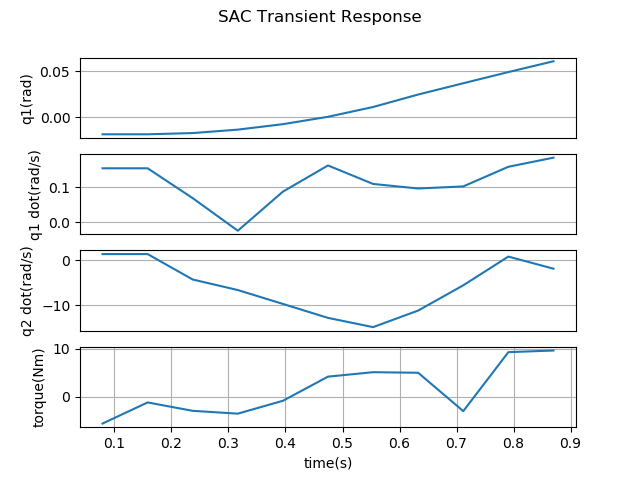 SAC Transient Response
q1(rad)
0.05
0.00
q1 dot(rad/s)
0.1
0.0
q2 dot(rad/s)
0
−10
torque(Nm)
10
0
0.1 0.2 0.3 0.4 0.5 0.6 0.7 0.8 0.9
time(s)